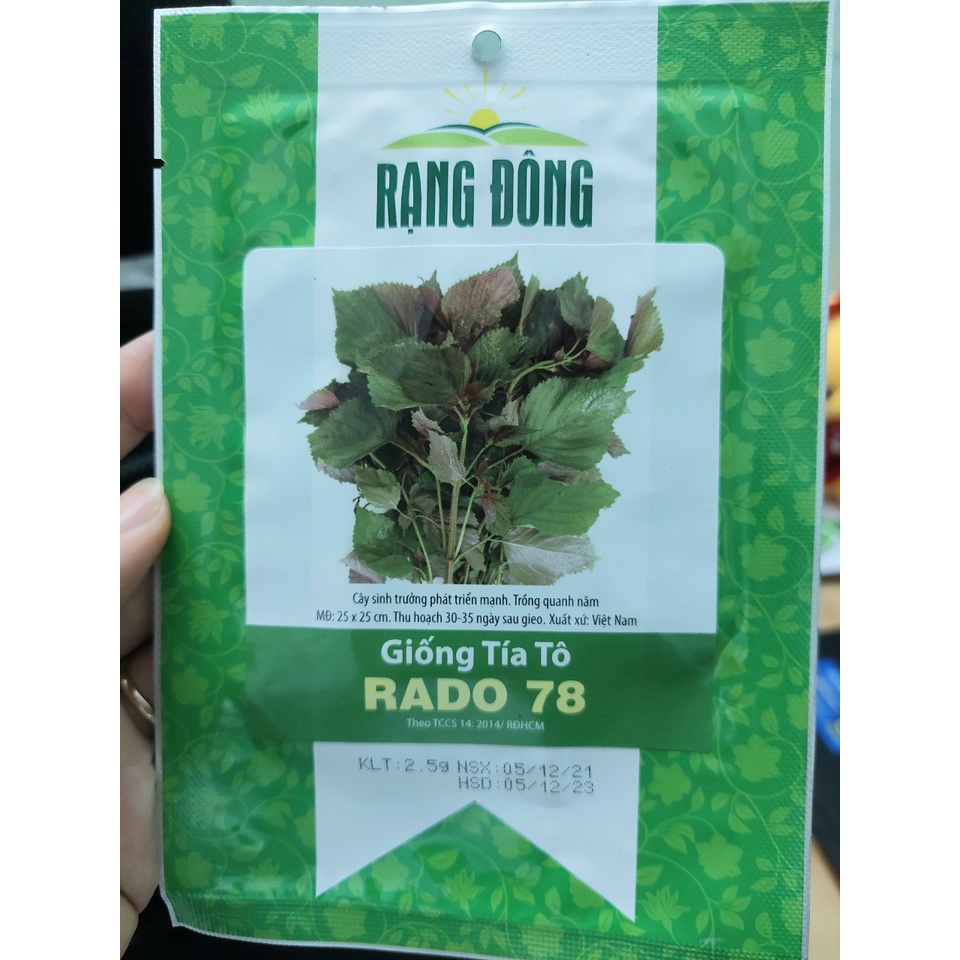 RẠNG ĐÔNG
Cây sinh trưởng phát triển mạnh. Trồng quanh năm
MĐ: 25 x 25 cm. Thu hoạch 30-35 ngày sau gieo. Xuất xứ: Việt Nam
Giống Tía Tô
RADO 78
Theo TCCS 14: 2014/ RĐHCM
KLT:2.5g NSX:05/12/21
HSD:05/12/23